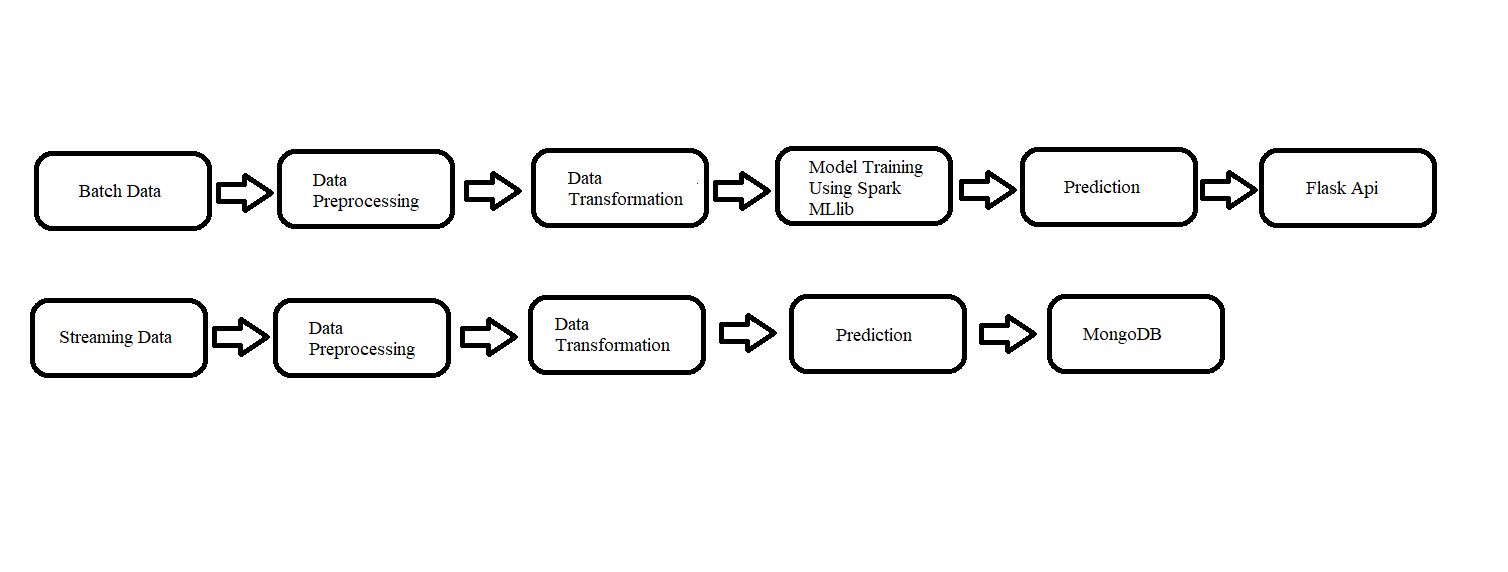 Batch Data
Data
Preprocessing
Data
Transformation
Model Training
Using Spark
MLlib
Prediction
Flask Api
Streaming Data
Data
Preprocessing
Data
Transformation
Prediction
MongoDB